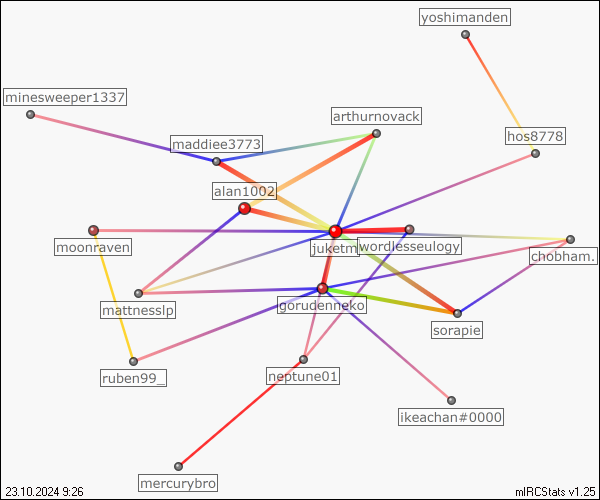 yoshimanden
minesweeper1337
arthurnovack
hos8778
maddiee3773
alan1002
moonraven
juketm
wordlesseulogy
chobham.
mattnesslp
gorudenneko
sorapie
ruben99_
neptune01
ikeachan#0000
mercurybro
23.10.2024 9:26
mIRCStats v1.25